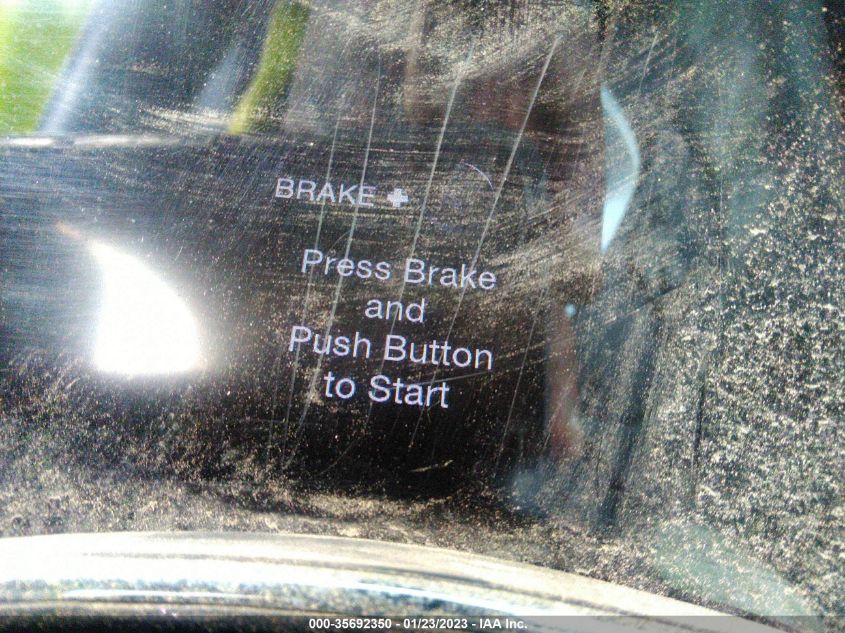 BRAKE +
Press Brake
and
Push Button
to Start
000-35692350 - 01/23/2023 - IAA Inc.